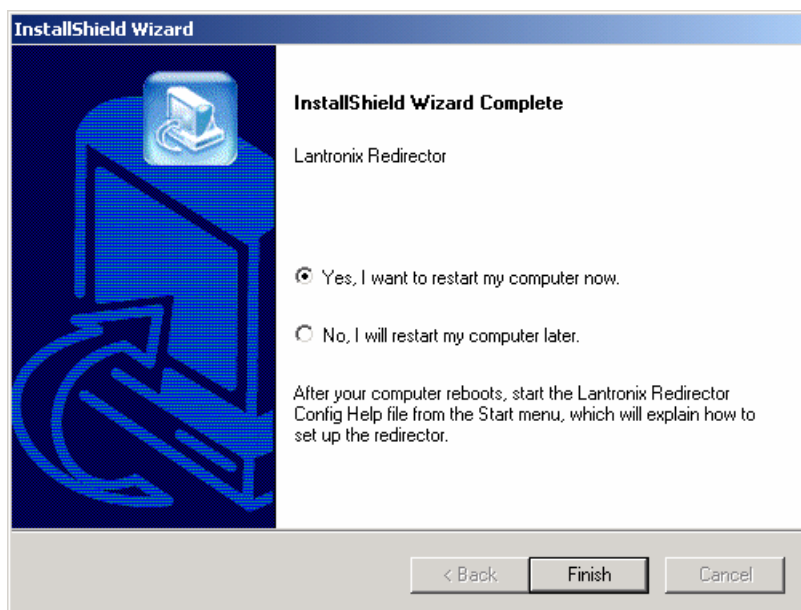 InstallShield Wizard
InstallShield Wizard Complete
Lantronix Redirector
Yes, I want to restart my computer now.
No, I will restart my computer later.
After your computer reboots, start the Lantronix Redirector
Config Help file from the Start menu, which will explain how to
set up the redirector.
< Back
Finish
Cancel